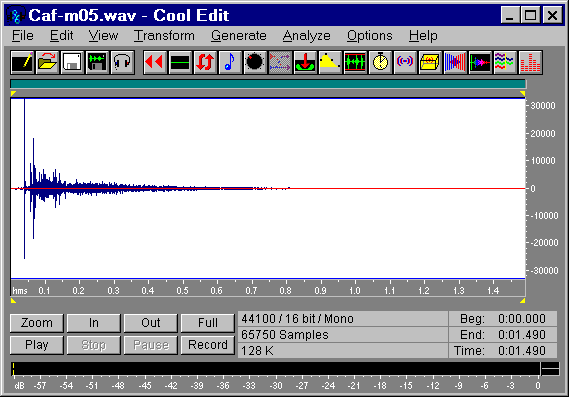 Caf-m05.wav - Cool Edit
File Edit View Transform Generate Analyze Options Help
30000
20000
10000
0
-10000
-20000
-30000
hms 0.1 0.2 0.3 0.4 0.5 0.6 0.7 0.8 0.9 1.0 1.1 1.2 1.3 1.4
Zoom In Out Full 44100 / 16 bit / Mono Beg: 0:00.000
65750 Samples End: 0:01.490
Play Stop Pause Record 128 K Time: 0:01.490
dB -57 -54 -51 -48 -45 -42 -39 -36 -33 -30 -27 -24 -21 -18 -15 -12 -9 -6 -3 0